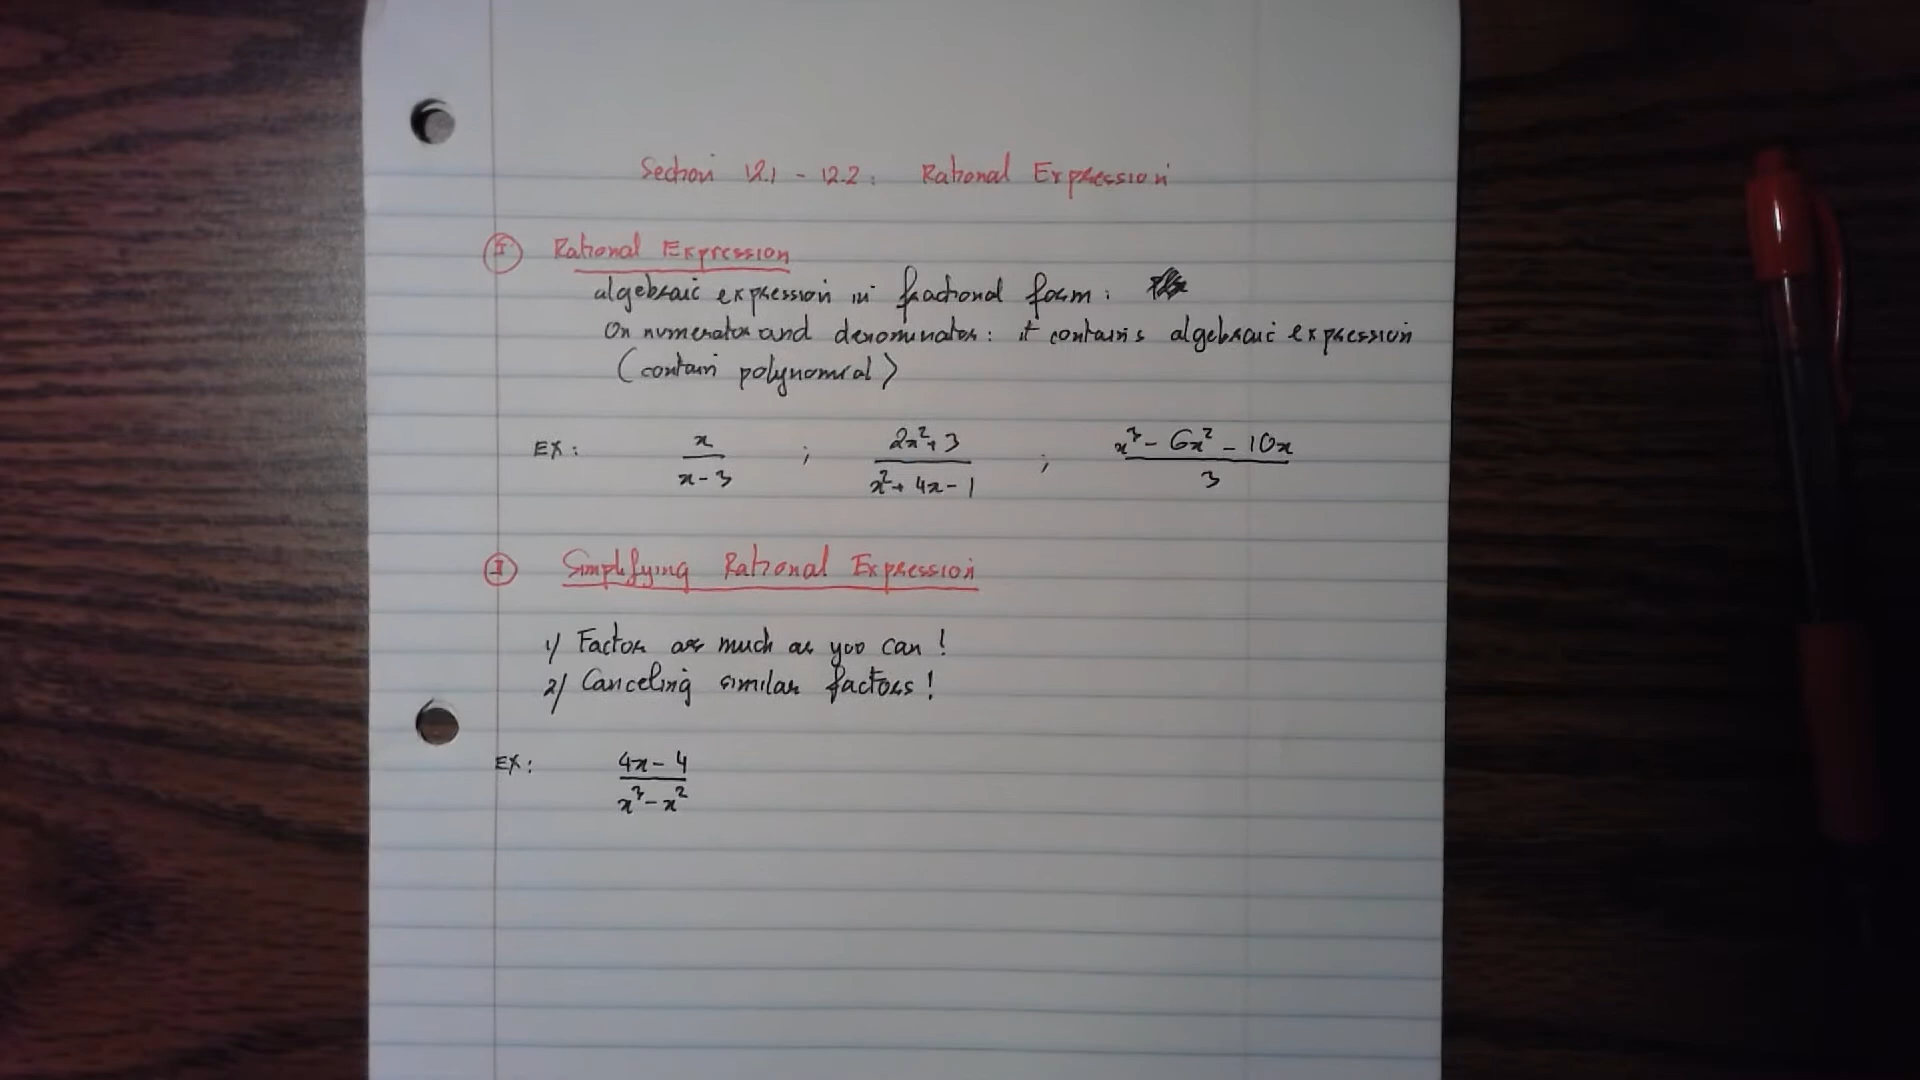 Section 12.1 - 12.2: Rational Expression
I Rational Expression
algebraic expression in fractional form:
On numerator and denominator: it contains algebraic expression
(contain polynomial)
EX: x/(x-3) ; (2x²+3)/(x²+4x-1) ; (x³-6x²-10x)/3
II Simplifying Rational Expression
1) Factor as much as you can!
2) Canceling similar factors!
EX: (4x-4)/(x³-x²)